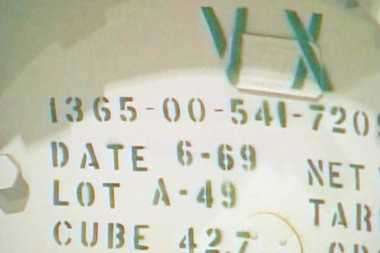 VX
1365-00-541-720
DATE 6-69
NET
LOT A-49
TAR
CUBE 42.7